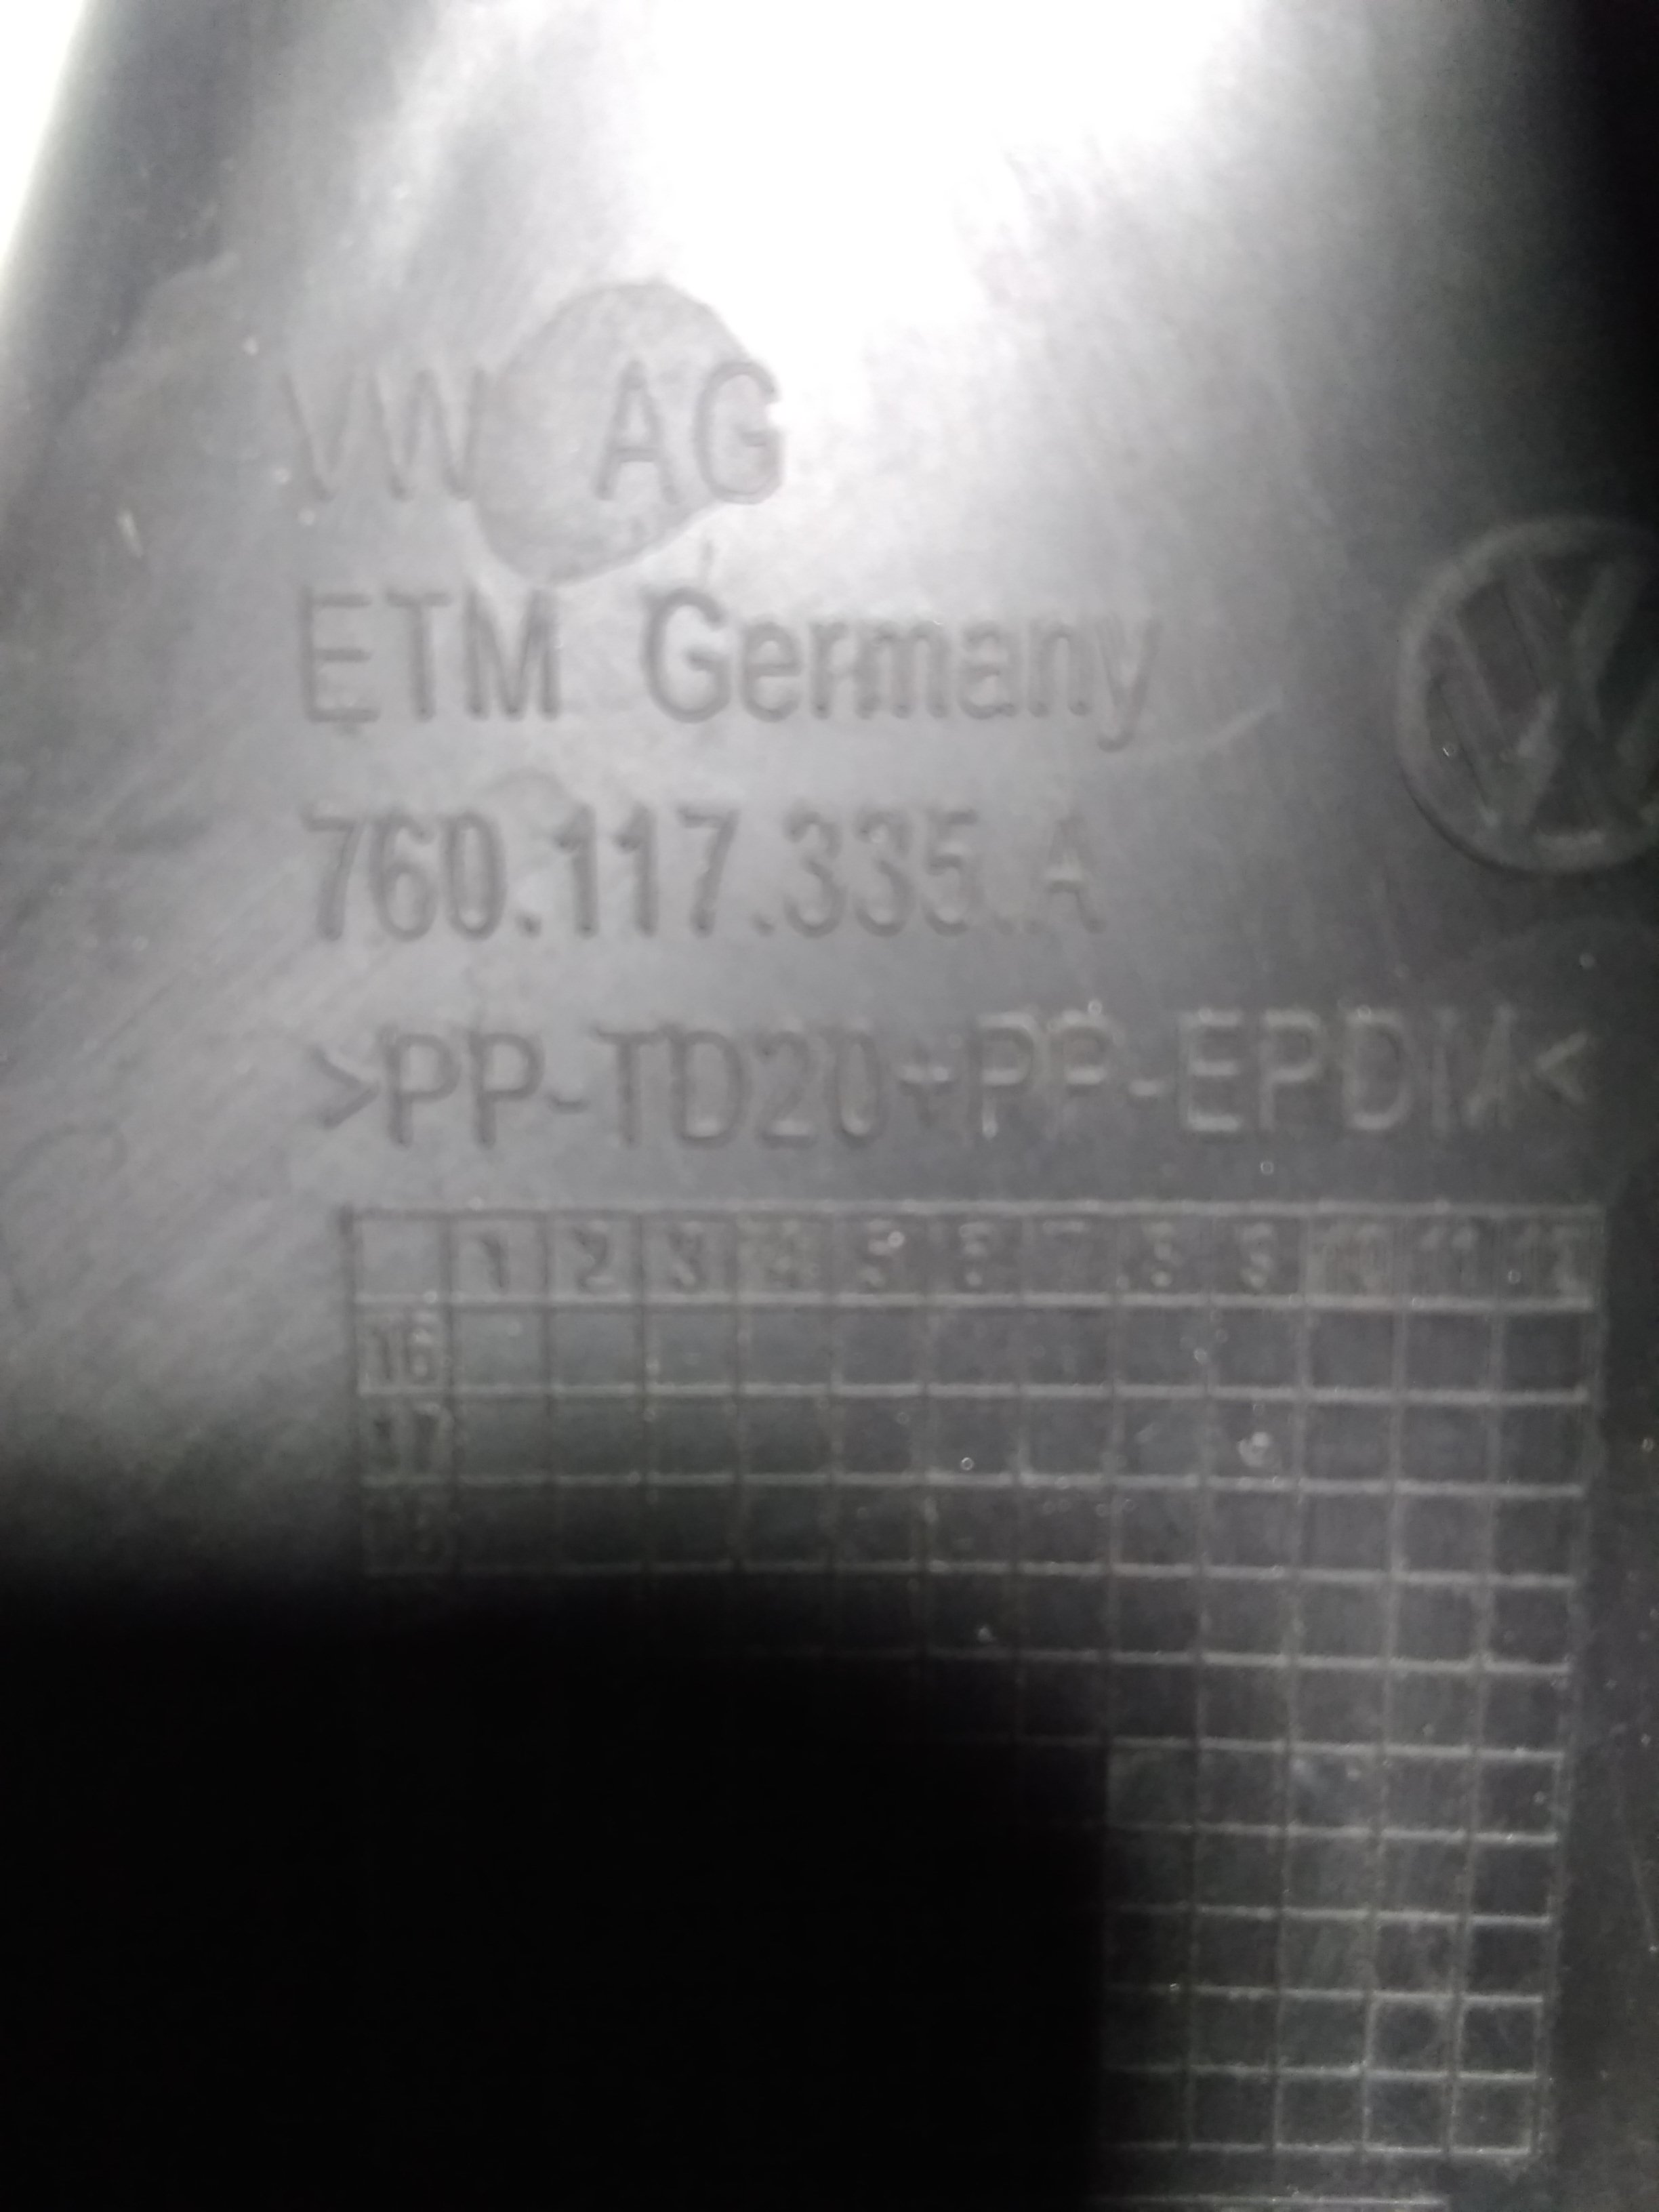 VW AG
ETM Germany
760.117.335.A
>PP-TD20+PP-EPDM<
1 2 3 4 5 6 7 8 9 10 11 12
16
17